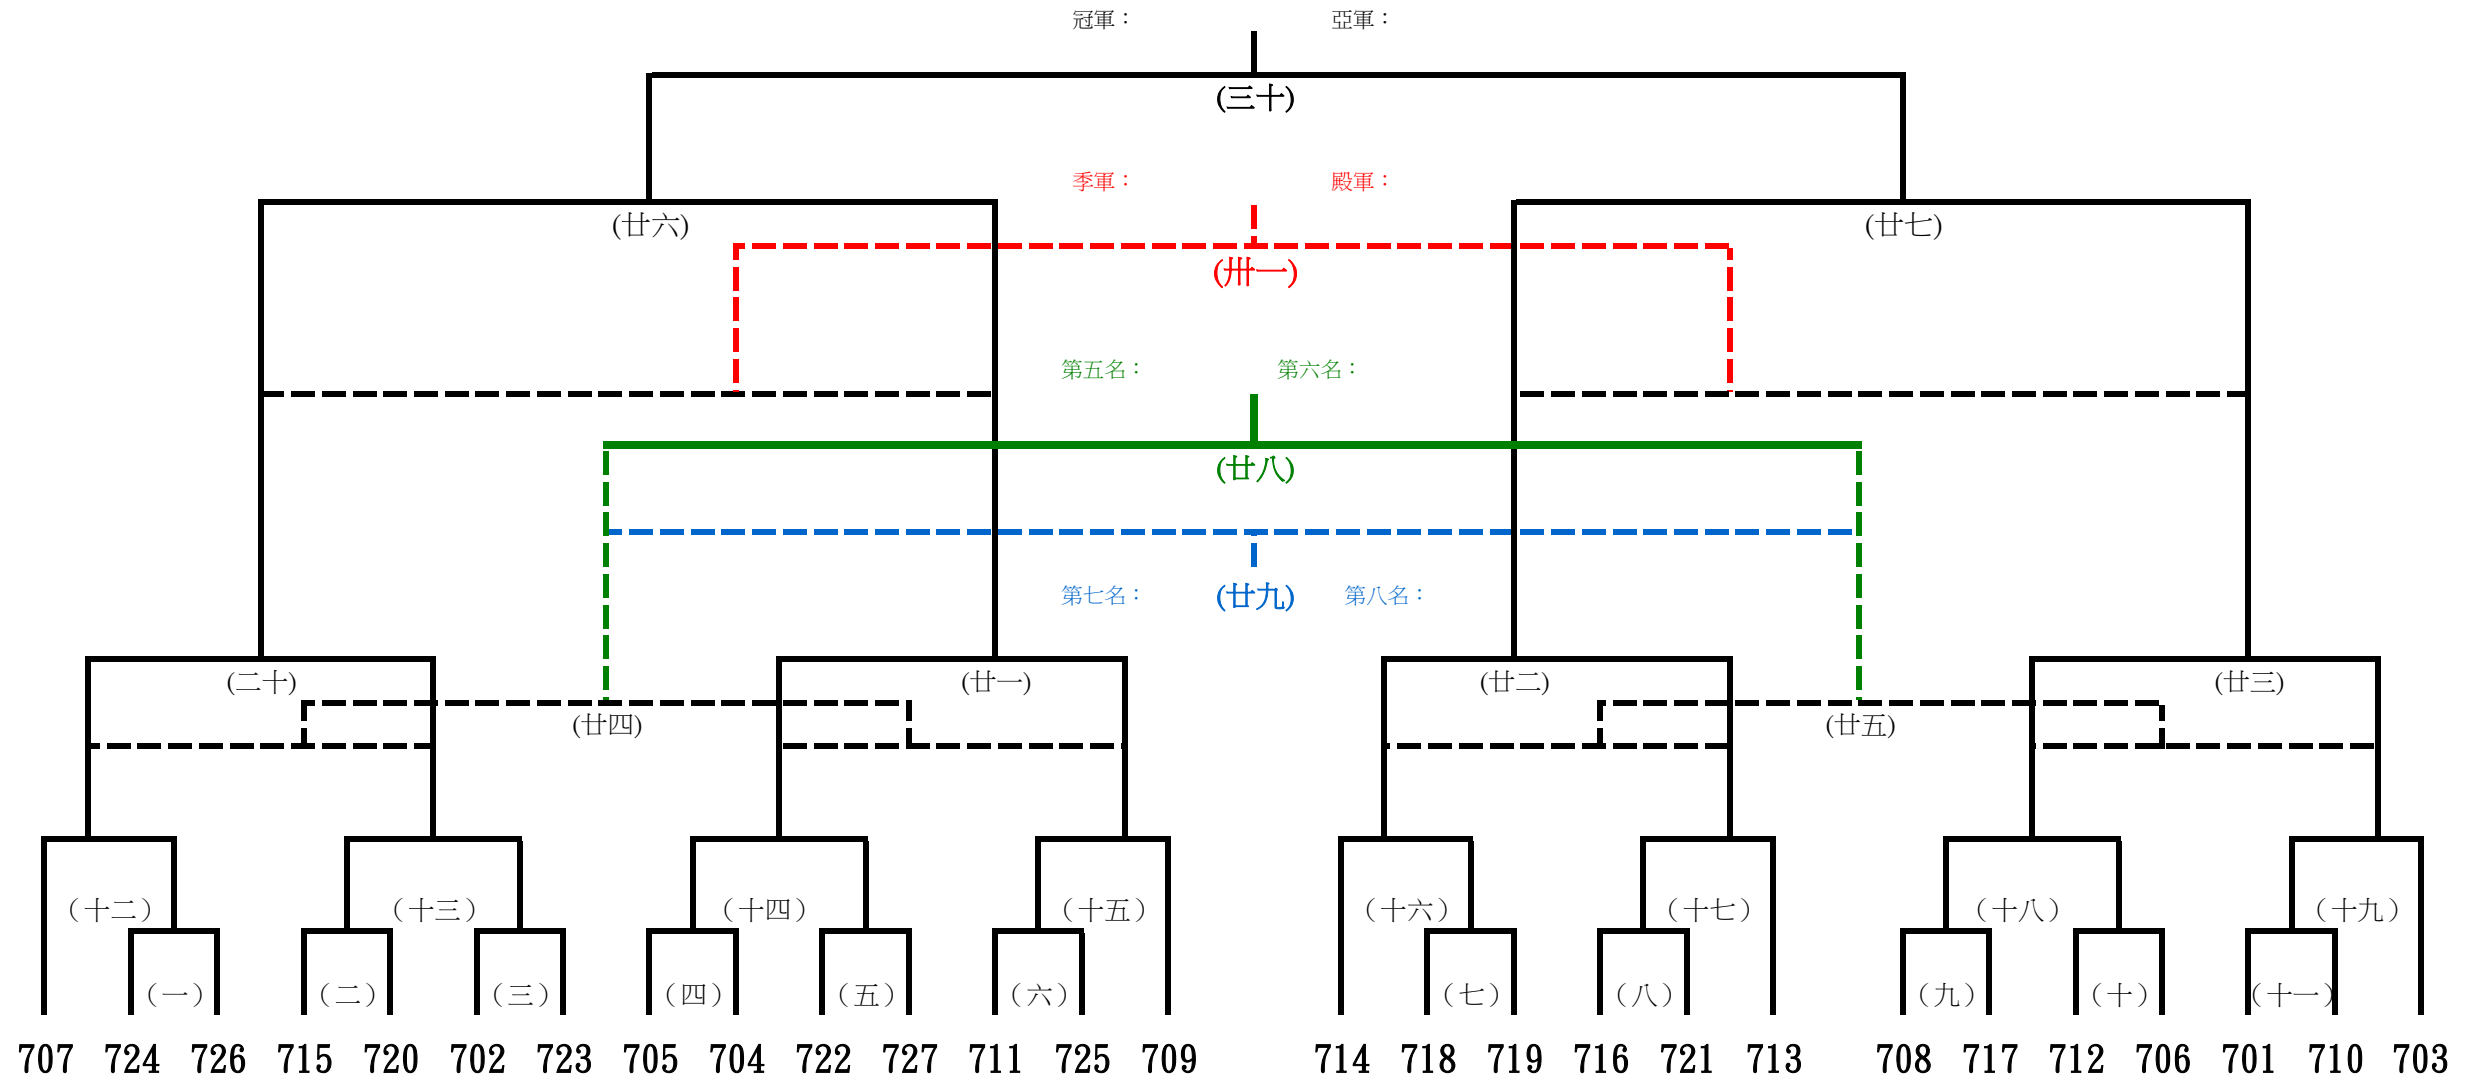 冠軍： 亞軍：
(三十)
季軍： 殿軍：
(廿六) (廿七)
(卅一)
第五名： 第六名：
(廿八)
第七名： (廿九) 第八名：
(二十) (廿一) (廿二) (廿三)
(廿四) (廿五)
（十二） （十三） （十四） （十五） （十六） （十七） （十八） （十九）
（一） （二） （三） （四） （五） （六） （七） （八） （九） （十） （十一）
707 724 726 715 720 702 723 705 704 722 727 711 725 709 714 718 719 716 721 713 708 717 712 706 701 710 703